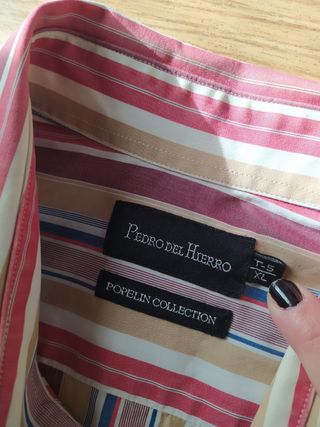 PEDRO DEL HIERRO
T. 5
XL
POPELIN COLLECTION